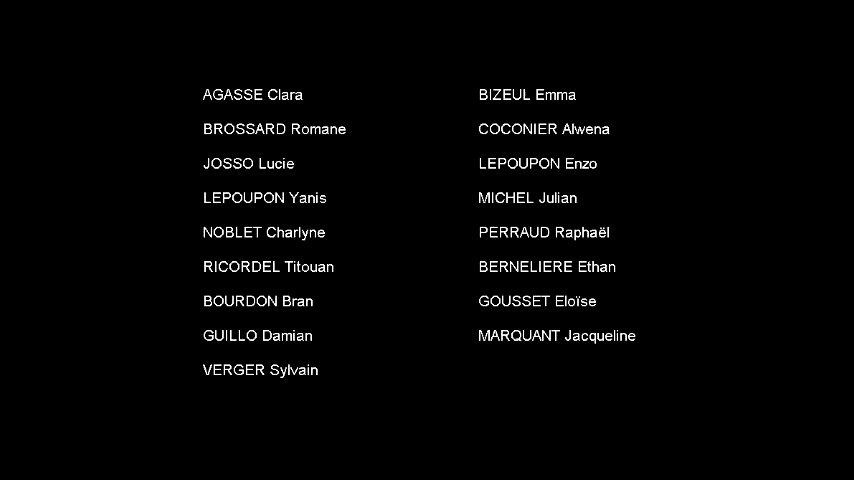 AGASSE Clara
BIZEUL Emma
BROSSARD Romane
COCONIER Alwena
JOSSO Lucie
LEPOUPON Enzo
LEPOUPON Yanis
MICHEL Julian
NOBLET Charlyne
PERRAUD Raphaël
RICORDEL Titouan
BERNELIERE Ethan
BOURDON Bran
GOUSSET Eloïse
GUILLO Damian
MARQUANT Jacqueline
VERGER Sylvain